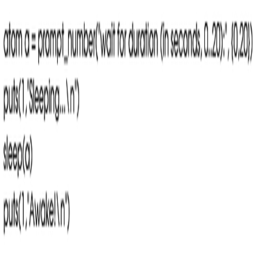 atom a = prompt_number("wait for duration (in seconds, 0..20):", {0,20})
puts(1,"Sleeping...\n")
sleep(a)
puts(1,"Awake!\n")